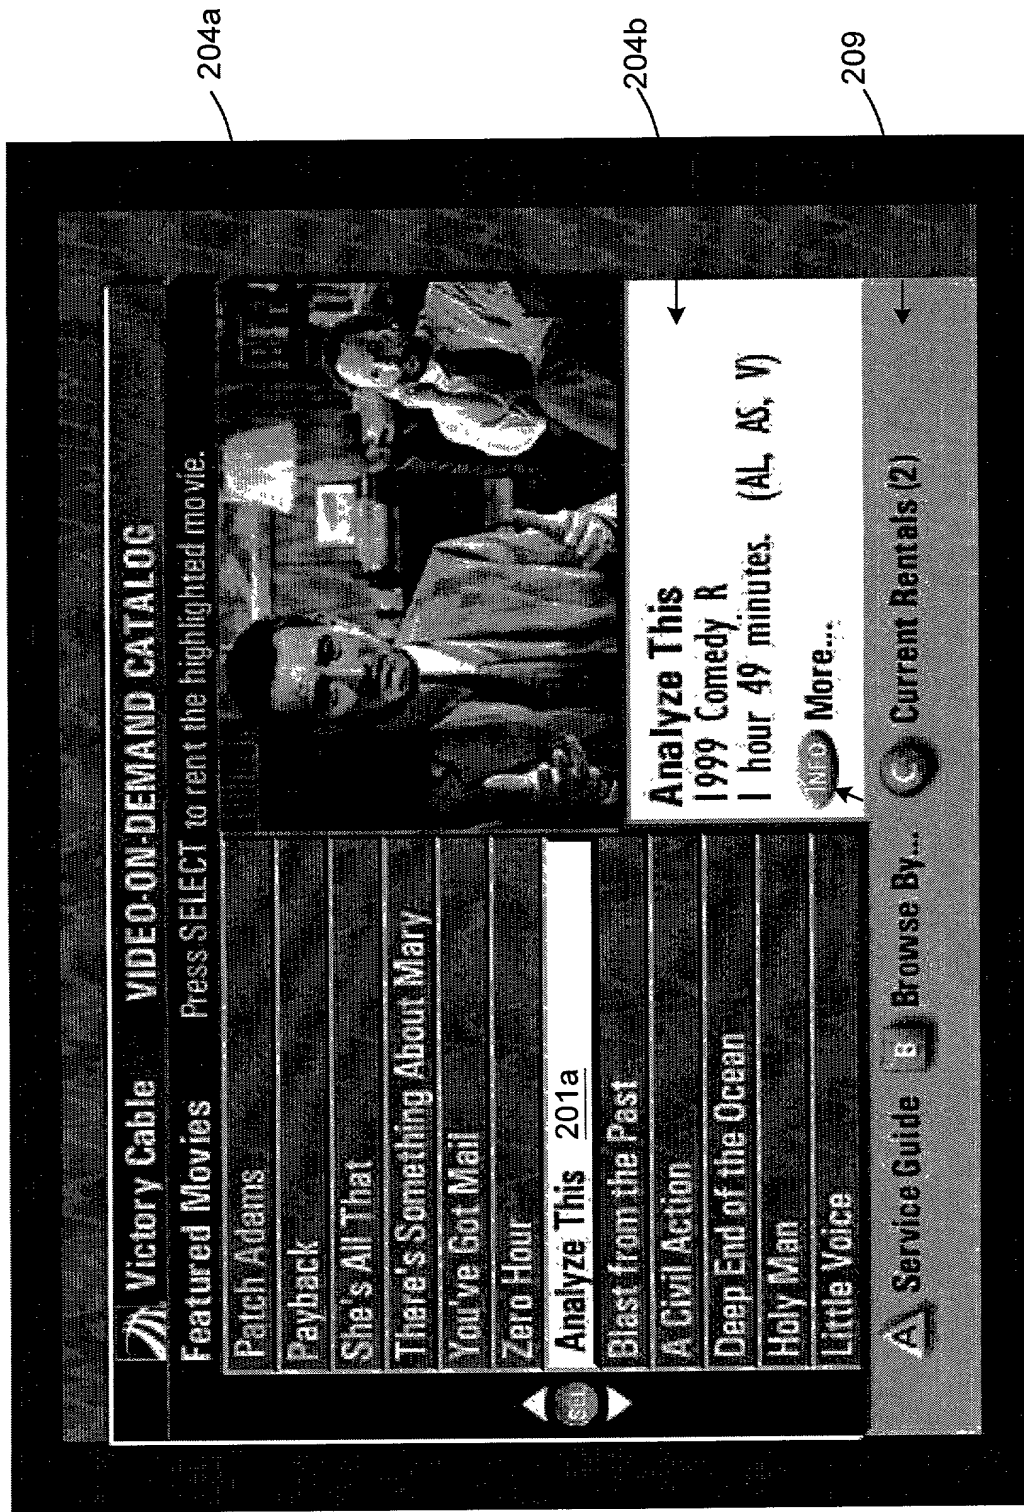 Victory Cable VIDEO-ON-DEMAND CATALOG
Featured Movies Press SELECT to rent the highlighted movie.
Patch Adams
Payback
She's All That
There's Something About Mary
You've Got Mail
Zero Hour
Analyze This 201a
Blast from the Past
A Civil Action
Deep End of the Ocean
Holy Man
Little Voice
Analyze This
1999 Comedy R
1 hour 49 minutes. (AL, AS, V)
INFO More...
A Service Guide B Browse By... C Current Rentals (2)
204a
204b
209